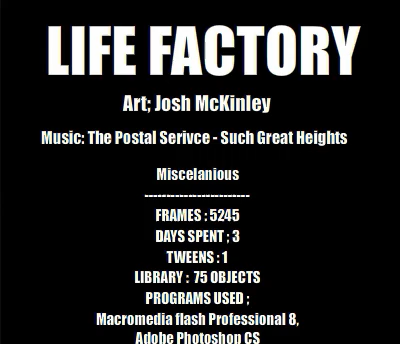 LIFE FACTORY
Art; Josh McKinley
Music: The Postal Serivce - Such Great Heights
Miscelanious
------------------------
FRAMES : 5245
DAYS SPENT ; 3
TWEENS : 1
LIBRARY : 75 OBJECTS
PROGRAMS USED ;
Macromedia flash Professional 8,
Adobe Photoshop CS